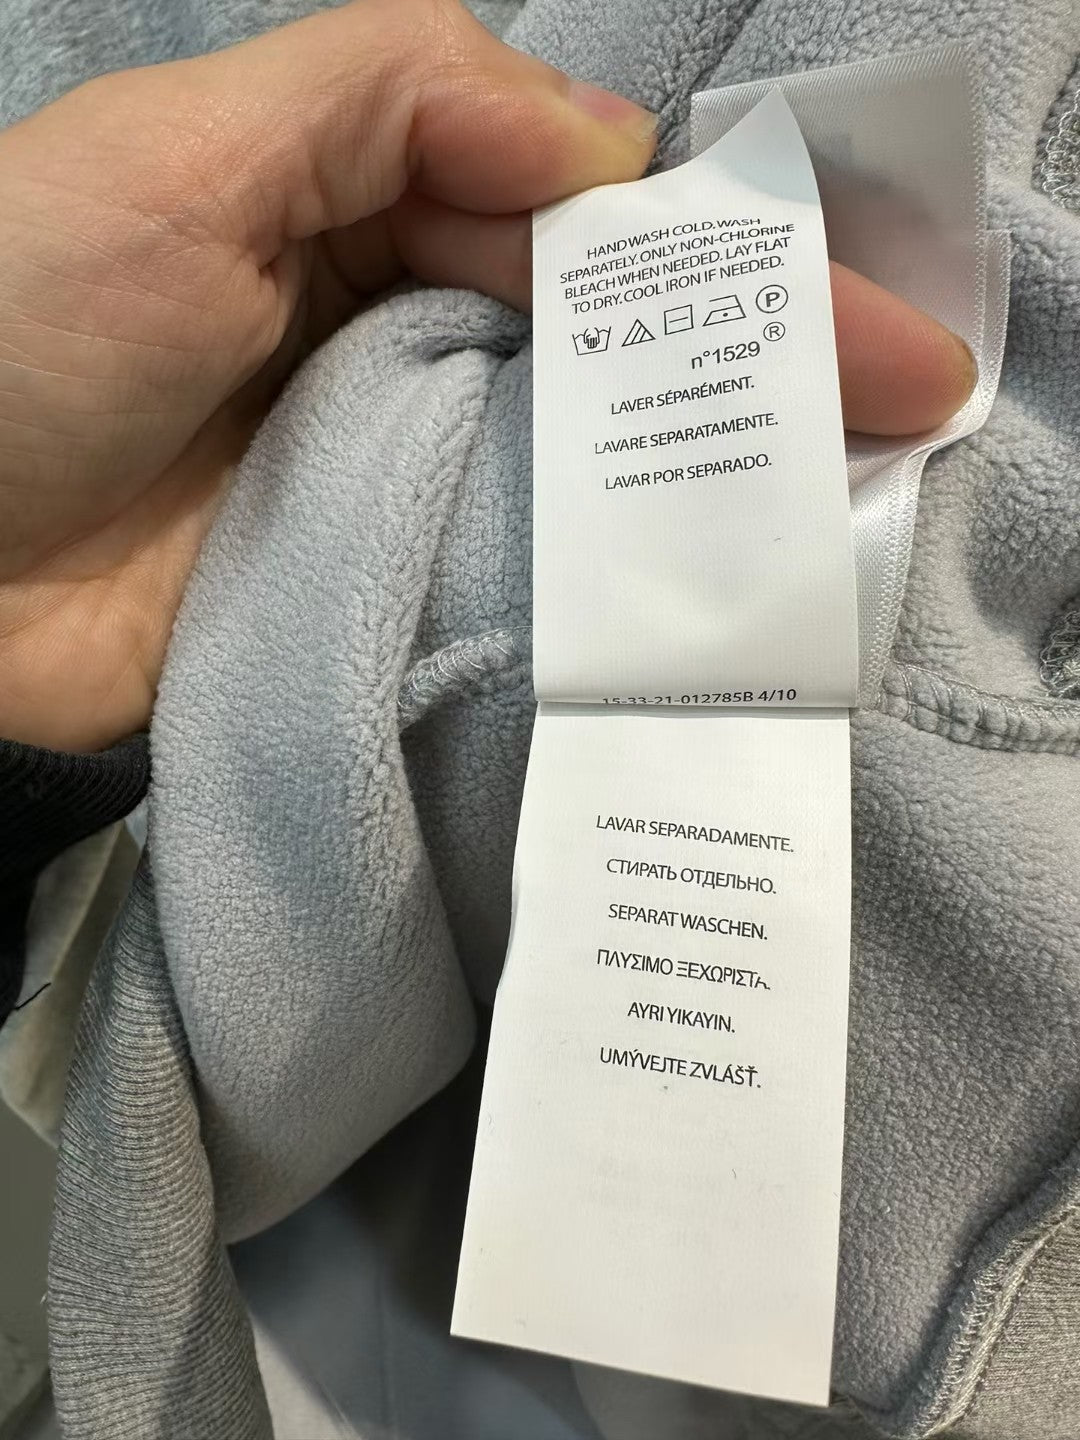 HAND WASH COLD. WASH
SEPARATELY. ONLY NON-CHLORINE
BLEACH WHEN NEEDED. LAY FLAT
TO DRY. COOL IRON IF NEEDED.
P
n°1529 ®
LAVER SÉPARÉMENT.
LAVARE SEPARATAMENTE.
LAVAR POR SEPARADO.
15-33-21-012785B 4/10
LAVAR SEPARADAMENTE.
СТИРАТЬ ОТДЕЛЬНО.
SEPARAT WASCHEN.
ΠΛΥΣΙΜΟ ΞΕΧΩΡΙΣΤΑ.
AYRI YIKAYIN.
UMÝVEJTE ZVLÁŠŤ.